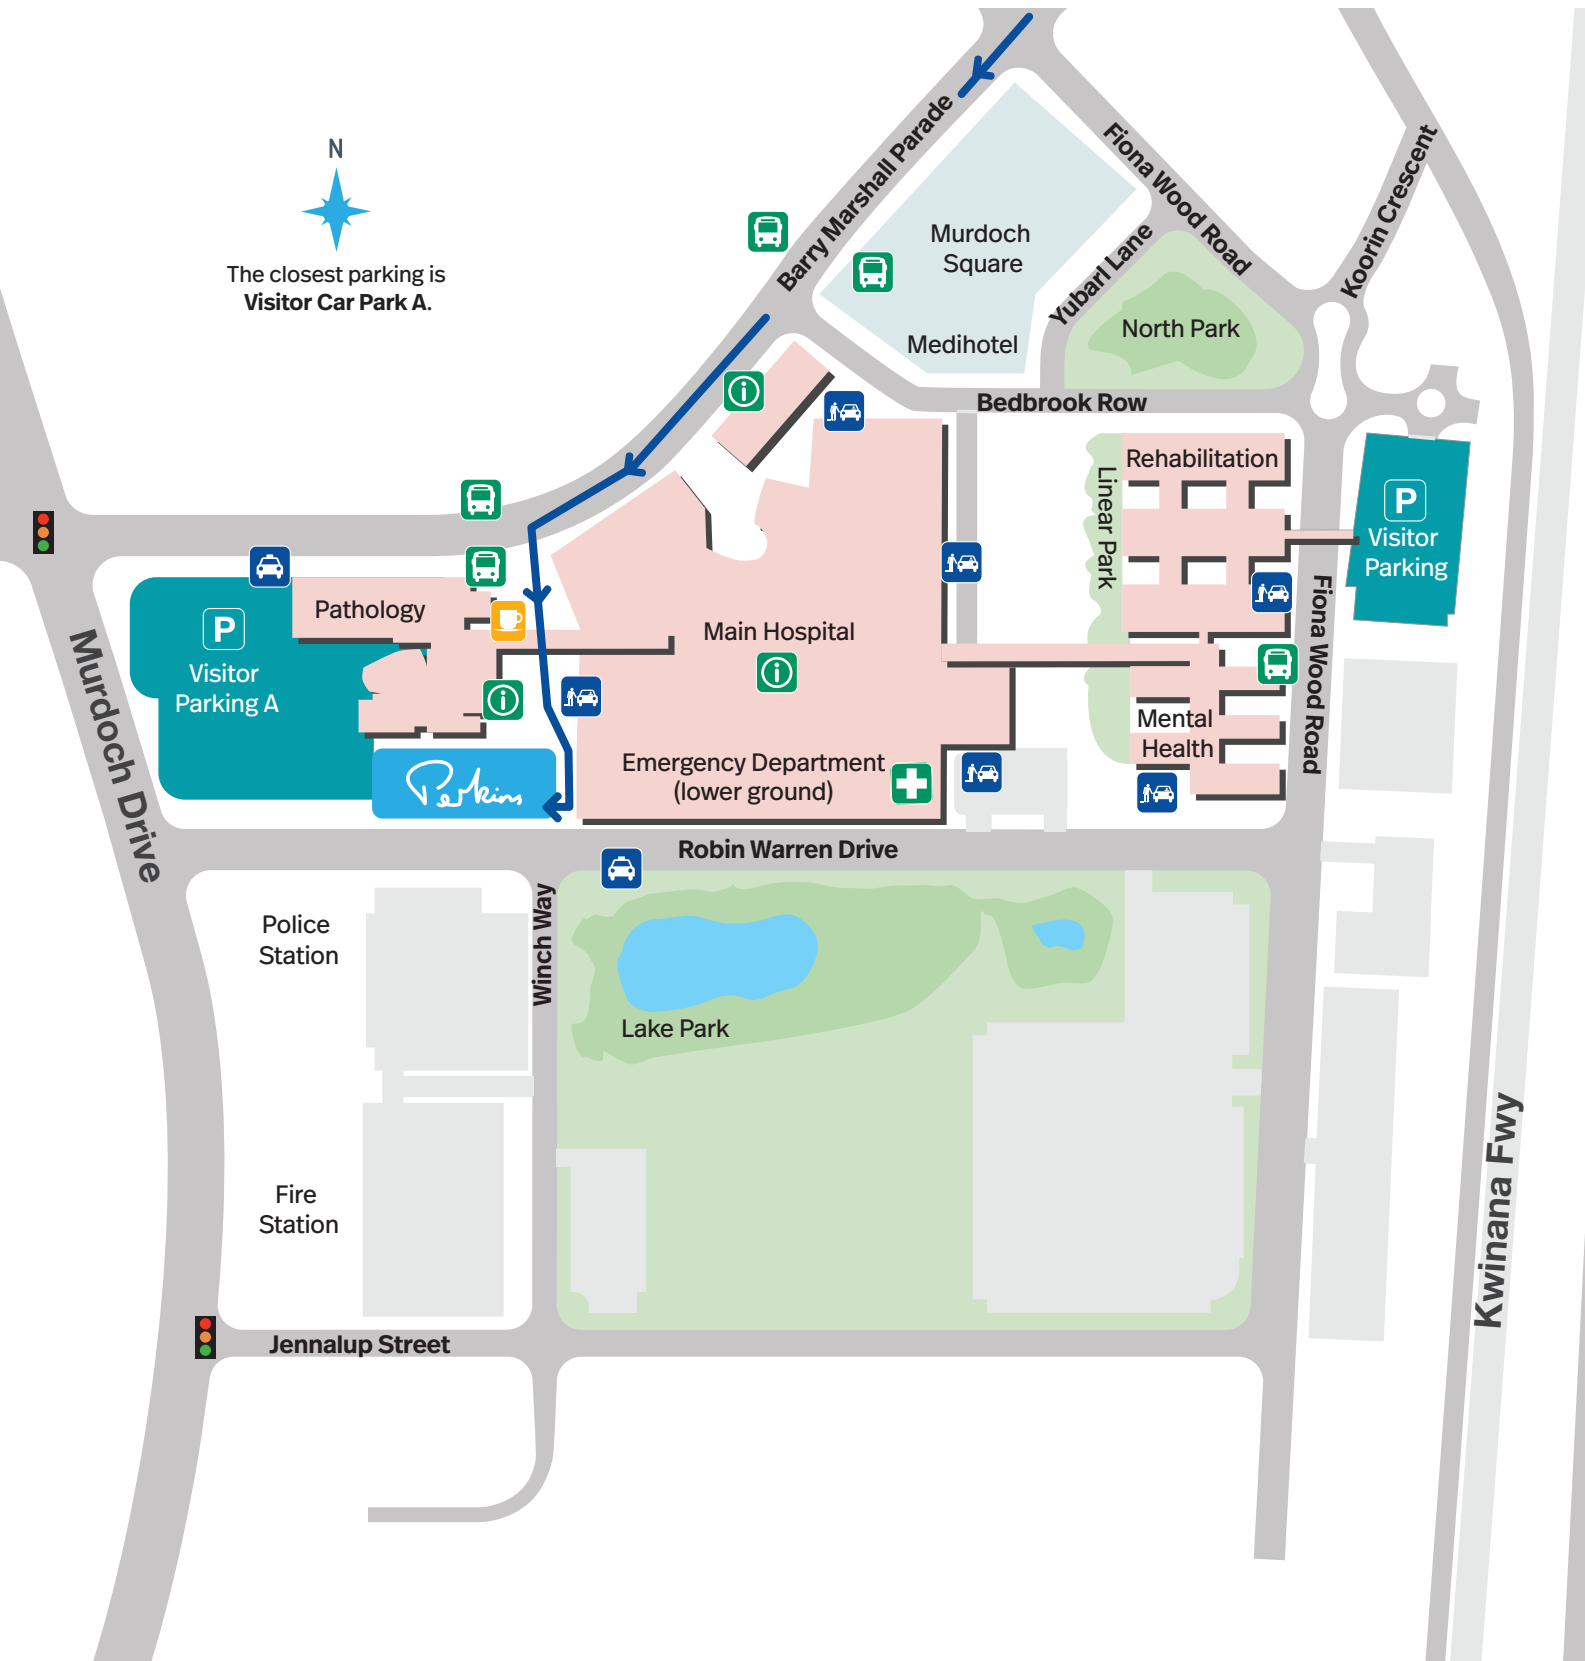 N
The closest parking is
Visitor Car Park A.
Barry Marshall Parade
Fiona Wood Road
Koorin Crescent
Murdoch
Square
Yubarl Lane
North Park
Medihotel
Bedbrook Row
Rehabilitation
Linear Park
P
Visitor
Parking
Pathology
P
Visitor
Parking A
Main Hospital
Fiona Wood Road
Mental
Health
Murdoch Drive
Perkins
Emergency Department
(lower ground)
Robin Warren Drive
Police
Station
Winch Way
Lake Park
Fire
Station
Kwinana Fwy
Jennalup Street